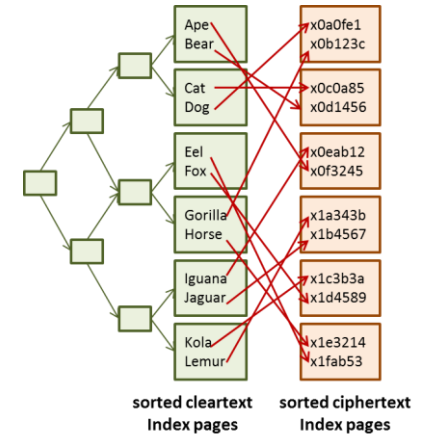 Ape
Bear
Cat
Dog
Eel
Fox
Gorilla
Horse
Iguana
Jaguar
Kola
Lemur
sorted cleartext
Index pages
x0a0fe1
x0b123c
x0c0a85
x0d1456
x0eab12
x0f3245
x1a343b
x1b4567
x1c3b3a
x1d4589
x1e3214
x1fab53
sorted ciphertext
Index pages